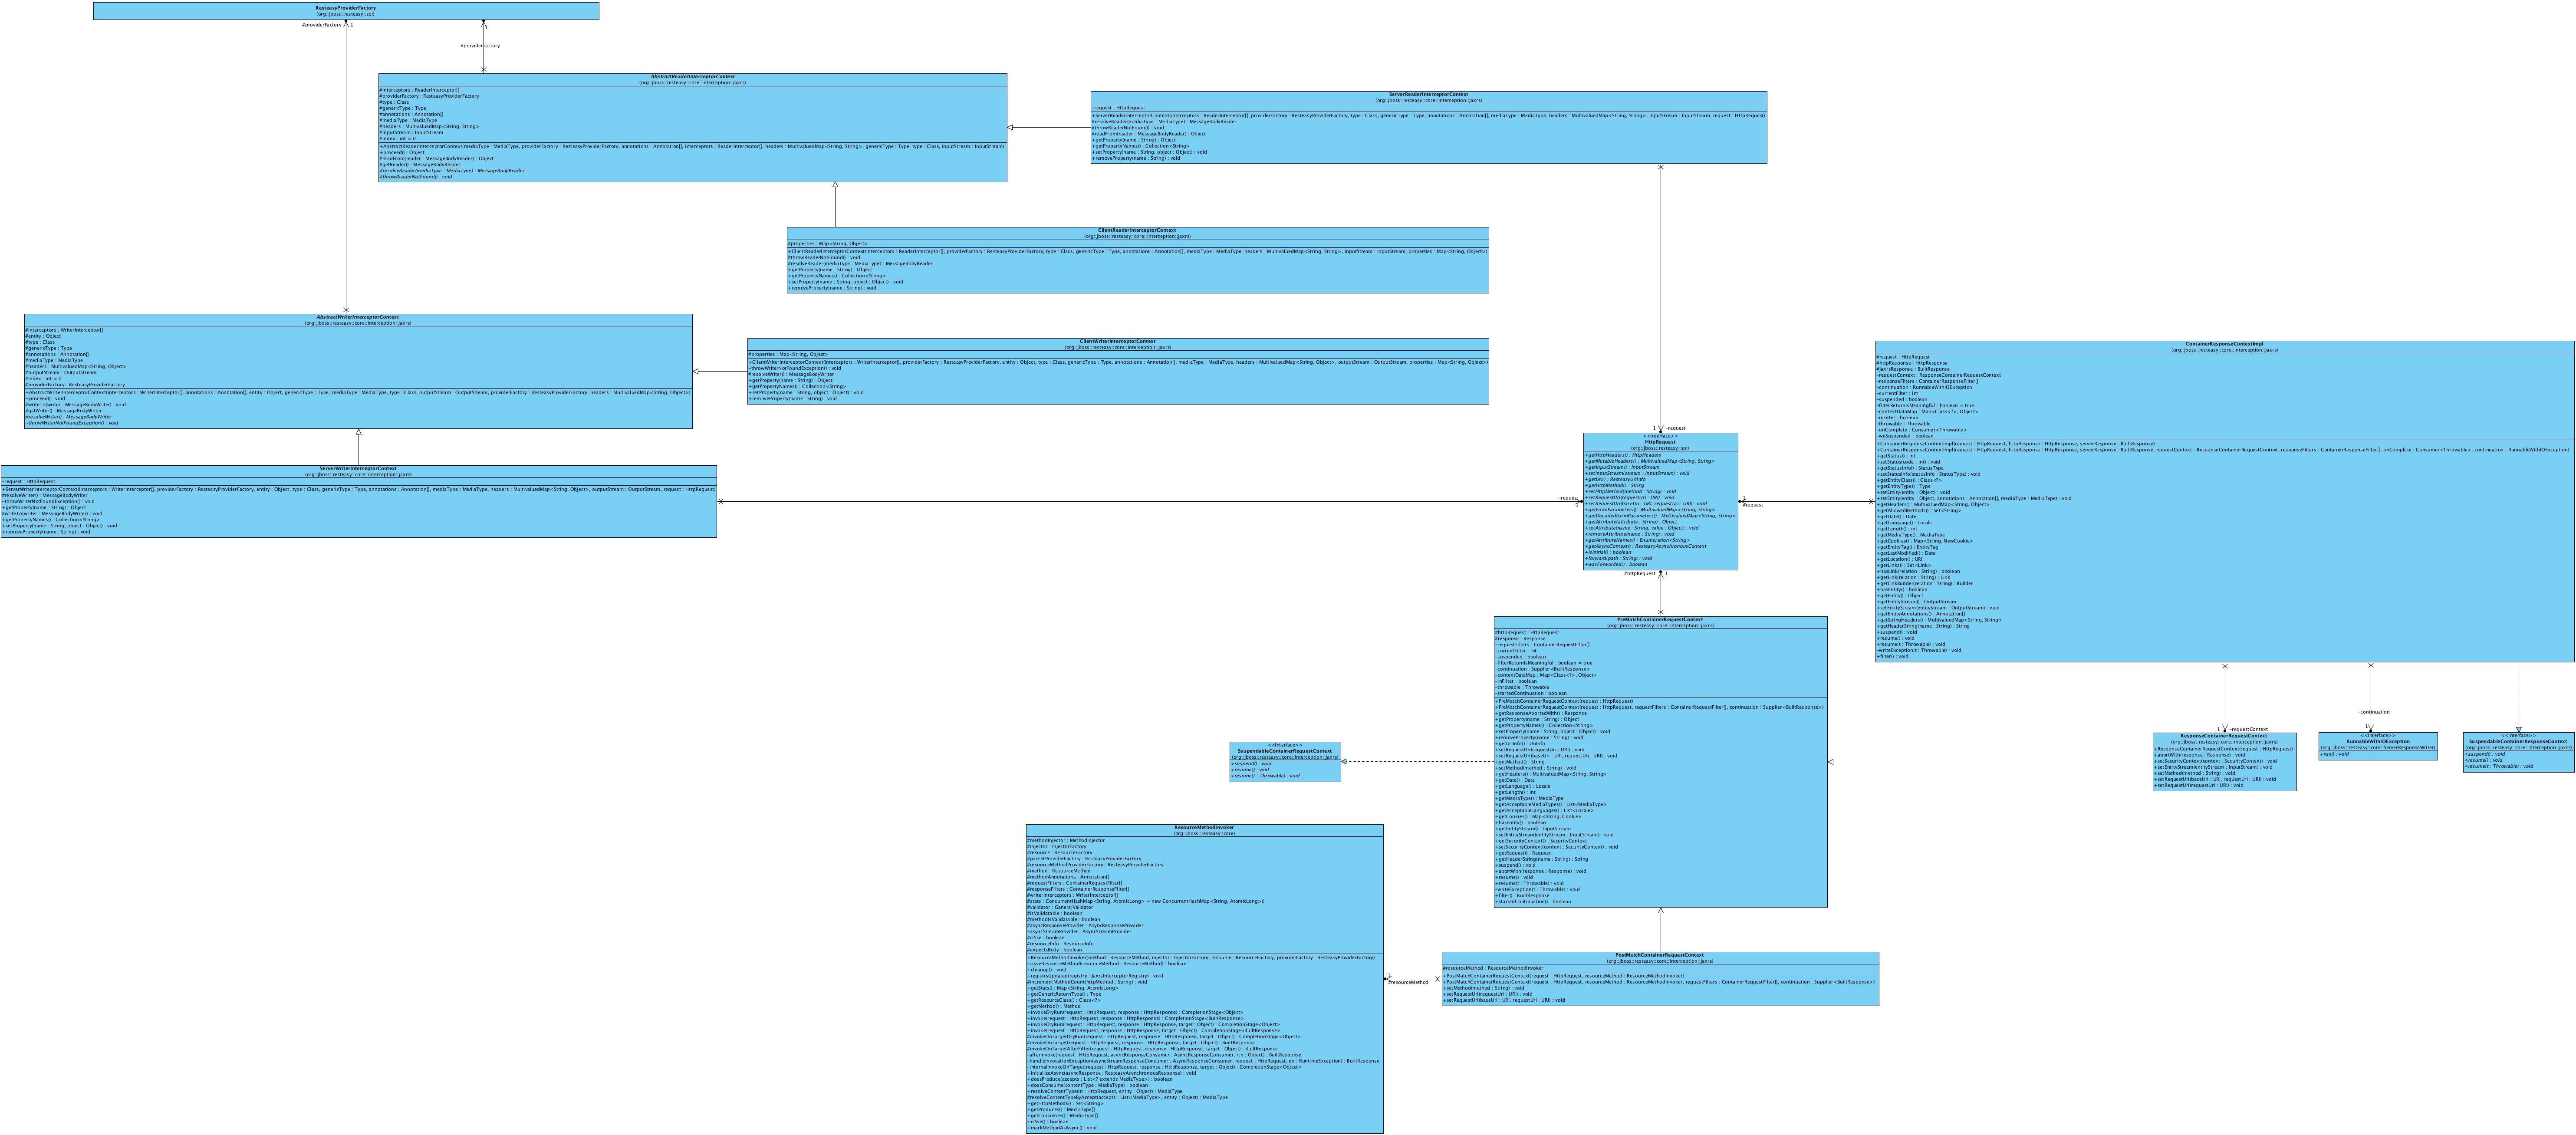 ResteasyProviderFactory
(org::jboss::resteasy::spi)
#providerFactory
1
1
#providerFactory
AbstractReaderInterceptorContext
(org::jboss::resteasy::core::interception::jaxrs)
#interceptors : ReaderInterceptor[]
#providerFactory : ResteasyProviderFactory
#type : Class
#genericType : Type
#annotations : Annotation[]
#mediaType : MediaType
#headers : MultivaluedMap<String, String>
#inputStream : InputStream
#index : int = 0
+AbstractReaderInterceptorContext(mediaType : MediaType, providerFactory : ResteasyProviderFactory, annotations : Annotation[], interceptors : ReaderInterceptor[], headers : MultivaluedMap<String, String>, genericType : Type, type : Class, inputStream : InputStream)
+proceed() : Object
#readFrom(reader : MessageBodyReader) : Object
#getReader() : MessageBodyReader
#resolveReader(mediaType : MediaType) : MessageBodyReader
#throwReaderNotFound() : void
ServerReaderInterceptorContext
(org::jboss::resteasy::core::interception::jaxrs)
-request : HttpRequest
+ServerReaderInterceptorContext(interceptors : ReaderInterceptor[], providerFactory : ResteasyProviderFactory, type : Class, genericType : Type, annotations : Annotation[], mediaType : MediaType, headers : MultivaluedMap<String, String>, inputStream : InputStream, request : HttpRequest)
#resolveReader(mediaType : MediaType) : MessageBodyReader
#throwReaderNotFound() : void
#readFrom(reader : MessageBodyReader) : Object
+getProperty(name : String) : Object
+getPropertyNames() : Collection<String>
+setProperty(name : String, object : Object) : void
+removeProperty(name : String) : void
ClientReaderInterceptorContext
(org::jboss::resteasy::core::interception::jaxrs)
#properties : Map<String, Object>
+ClientReaderInterceptorContext(interceptors : ReaderInterceptor[], providerFactory : ResteasyProviderFactory, type : Class, genericType : Type, annotations : Annotation[], mediaType : MediaType, headers : MultivaluedMap<String, String>, inputStream : InputStream, properties : Map<String, Object>)
#throwReaderNotFound() : void
#resolveReader(mediaType : MediaType) : MessageBodyReader
+getProperty(name : String) : Object
+getPropertyNames() : Collection<String>
+setProperty(name : String, object : Object) : void
+removeProperty(name : String) : void
AbstractWriterInterceptorContext
(org::jboss::resteasy::core::interception::jaxrs)
#interceptors : WriterInterceptor[]
#entity : Object
#type : Class
#genericType : Type
#annotations : Annotation[]
#mediaType : MediaType
#headers : MultivaluedMap<String, Object>
#outputStream : OutputStream
#index : int = 0
#providerFactory : ResteasyProviderFactory
+AbstractWriterInterceptorContext(interceptors : WriterInterceptor[], annotations : Annotation[], entity : Object, genericType : Type, mediaType : MediaType, type : Class, outputStream : OutputStream, providerFactory : ResteasyProviderFactory, headers : MultivaluedMap<String, Object>)
+proceed() : void
#writeTo(writer : MessageBodyWriter) : void
#getWriter() : MessageBodyWriter
#resolveWriter() : MessageBodyWriter
~throwWriterNotFoundException() : void
ClientWriterInterceptorContext
(org::jboss::resteasy::core::interception::jaxrs)
#properties : Map<String, Object>
+ClientWriterInterceptorContext(interceptors : WriterInterceptor[], providerFactory : ResteasyProviderFactory, entity : Object, type : Class, genericType : Type, annotations : Annotation[], mediaType : MediaType, headers : MultivaluedMap<String, Object>, outputStream : OutputStream, properties : Map<String, Object>)
~throwWriterNotFoundException() : void
#resolveWriter() : MessageBodyWriter
+getProperty(name : String) : Object
+getPropertyNames() : Collection<String>
+setProperty(name : String, object : Object) : void
+removeProperty(name : String) : void
ServerWriterInterceptorContext
(org::jboss::resteasy::core::interception::jaxrs)
-request : HttpRequest
+ServerWriterInterceptorContext(interceptors : WriterInterceptor[], providerFactory : ResteasyProviderFactory, entity : Object, type : Class, genericType : Type, annotations : Annotation[], mediaType : MediaType, headers : MultivaluedMap<String, Object>, outputStream : OutputStream, request : HttpRequest)
#resolveWriter() : MessageBodyWriter
~throwWriterNotFoundException() : void
+getProperty(name : String) : Object
#writeTo(writer : MessageBodyWriter) : void
+getPropertyNames() : Collection<String>
+setProperty(name : String, object : Object) : void
+removeProperty(name : String) : void
1
-request
-request
1
1
#request
#httpRequest
1
<<Interface>>
HttpRequest
(org::jboss::resteasy::spi)
+getHttpHeaders() : HttpHeaders
+getMutableHeaders() : MultivaluedMap<String, String>
+getInputStream() : InputStream
+setInputStream(stream : InputStream) : void
+getUri() : ResteasyUriInfo
+getHttpMethod() : String
+setHttpMethod(method : String) : void
+setRequestUri(requestUri : URI) : void
+setRequestUri(baseUri : URI, requestUri : URI) : void
+getFormParameters() : MultivaluedMap<String, String>
+getDecodedFormParameters() : MultivaluedMap<String, String>
+getAttribute(attribute : String) : Object
+setAttribute(name : String, value : Object) : void
+removeAttribute(name : String) : void
+getAttributeNames() : Enumeration<String>
+getAsyncContext() : ResteasyAsynchronousContext
+isInitial() : boolean
+forward(path : String) : void
+wasForwarded() : boolean
ContainerResponseContextImpl
(org::jboss::resteasy::core::interception::jaxrs)
#request : HttpRequest
#httpResponse : HttpResponse
#jaxrsResponse : BuiltResponse
-requestContext : ResponseContainerRequestContext
-responseFilters : ContainerResponseFilter[]
-continuation : RunnableWithIOException
-currentFilter : int
-suspended : boolean
-filterReturnIsMeaningful : boolean = true
-contextDataMap : Map<Class<?>, Object>
-inFilter : boolean
-throwable : Throwable
-onComplete : Consumer<Throwable>
-weSuspended : boolean
+ContainerResponseContextImpl(request : HttpRequest, httpResponse : HttpResponse, serverResponse : BuiltResponse)
+ContainerResponseContextImpl(request : HttpRequest, httpResponse : HttpResponse, serverResponse : BuiltResponse, requestContext : ResponseContainerRequestContext, responseFilters : ContainerResponseFilter[], onComplete : Consumer<Throwable>, continuation : RunnableWithIOException)
+getStatus() : int
+setStatus(code : int) : void
+getStatusInfo() : StatusType
+setStatusInfo(statusInfo : StatusType) : void
+getEntityClass() : Class<?>
+getEntityType() : Type
+setEntity(entity : Object) : void
+setEntity(entity : Object, annotations : Annotation[], mediaType : MediaType) : void
+getHeaders() : MultivaluedMap<String, Object>
+getAllowedMethods() : Set<String>
+getDate() : Date
+getLanguage() : Locale
+getLength() : int
+getMediaType() : MediaType
+getCookies() : Map<String, NewCookie>
+getEntityTag() : EntityTag
+getLastModified() : Date
+getLocation() : URI
+getLinks() : Set<Link>
+hasLink(relation : String) : boolean
+getLink(relation : String) : Link
+getLinkBuilder(relation : String) : Builder
+hasEntity() : boolean
+getEntity() : Object
+getEntityStream() : OutputStream
+setEntityStream(entityStream : OutputStream) : void
+getEntityAnnotations() : Annotation[]
+getStringHeaders() : MultivaluedMap<String, String>
+getHeaderString(name : String) : String
+suspend() : void
+resume() : void
+resume(t : Throwable) : void
-writeException(t : Throwable) : void
+filter() : void
PreMatchContainerRequestContext
(org::jboss::resteasy::core::interception::jaxrs)
#httpRequest : HttpRequest
#response : Response
-requestFilters : ContainerRequestFilter[]
-currentFilter : int
-suspended : boolean
-filterReturnIsMeaningful : boolean = true
-continuation : Supplier<BuiltResponse>
-contextDataMap : Map<Class<?>, Object>
-inFilter : boolean
-throwable : Throwable
-startedContinuation : boolean
+PreMatchContainerRequestContext(request : HttpRequest)
+PreMatchContainerRequestContext(request : HttpRequest, requestFilters : ContainerRequestFilter[], continuation : Supplier<BuiltResponse>)
+getResponseAbortedWith() : Response
+getProperty(name : String) : Object
+getPropertyNames() : Collection<String>
+setProperty(name : String, object : Object) : void
+removeProperty(name : String) : void
+getUriInfo() : UriInfo
+setRequestUri(requestUri : URI) : void
+setRequestUri(baseUri : URI, requestUri : URI) : void
+getMethod() : String
+setMethod(method : String) : void
+getHeaders() : MultivaluedMap<String, String>
+getDate() : Date
+getLanguage() : Locale
+getLength() : int
+getMediaType() : MediaType
+getAcceptableMediaTypes() : List<MediaType>
+getAcceptableLanguages() : List<Locale>
+getCookies() : Map<String, Cookie>
+hasEntity() : boolean
+getEntityStream() : InputStream
+setEntityStream(entityStream : InputStream) : void
+getSecurityContext() : SecurityContext
+setSecurityContext(context : SecurityContext) : void
+getRequest() : Request
+getHeaderString(name : String) : String
+suspend() : void
+abortWith(response : Response) : void
+resume() : void
+resume(t : Throwable) : void
-writeException(t : Throwable) : void
+filter() : BuiltResponse
+startedContinuation() : boolean
<<Interface>>
SuspendableContainerRequestContext
(org::jboss::resteasy::core::interception::jaxrs)
+suspend() : void
+resume() : void
+resume(t : Throwable) : void
1
-requestContext
ResponseContainerRequestContext
(org::jboss::resteasy::core::interception::jaxrs)
+ResponseContainerRequestContext(request : HttpRequest)
+abortWith(response : Response) : void
+setSecurityContext(context : SecurityContext) : void
+setEntityStream(entityStream : InputStream) : void
+setMethod(method : String) : void
+setRequestUri(requestUri : URI) : void
+setRequestUri(baseUri : URI, requestUri : URI) : void
-continuation
1
<<Interface>>
RunnableWithIOException
(org::jboss::resteasy::core::ServerResponseWriter)
+run() : void
<<Interface>>
SuspendableContainerResponseContext
(org::jboss::resteasy::core::interception::jaxrs)
+suspend() : void
+resume() : void
+resume(t : Throwable) : void
ResourceMethodInvoker
(org::jboss::resteasy::core)
#methodInjector : MethodInjector
#injector : InjectorFactory
#resource : ResourceFactory
#parentProviderFactory : ResteasyProviderFactory
#resourceMethodProviderFactory : ResteasyProviderFactory
#method : ResourceMethod
#methodAnnotations : Annotation[]
#requestFilters : ContainerRequestFilter[]
#responseFilters : ContainerResponseFilter[]
#writerInterceptors : WriterInterceptor[]
#stats : ConcurrentHashMap<String, AtomicLong> = new ConcurrentHashMap<String, AtomicLong>()
#validator : GeneralValidator
#isValidatable : boolean
#methodIsValidatable : boolean
#asyncResponseProvider : AsyncResponseProvider
~asyncStreamProvider : AsyncStreamProvider
#isSse : boolean
#resourceInfo : ResourceInfo
#expectsBody : boolean
+ResourceMethodInvoker(method : ResourceMethod, injector : InjectorFactory, resource : ResourceFactory, providerFactory : ResteasyProviderFactory)
-isSseResourceMethod(resourceMethod : ResourceMethod) : boolean
+cleanup() : void
+registryUpdated(registry : JaxrsInterceptorRegistry) : void
#incrementMethodCount(httpMethod : String) : void
+getStats() : Map<String, AtomicLong>
+getGenericReturnType() : Type
+getResourceClass() : Class<?>
+getMethod() : Method
+invokeDryRun(request : HttpRequest, response : HttpResponse) : CompletionStage<Object>
+invoke(request : HttpRequest, response : HttpResponse) : CompletionStage<BuiltResponse>
+invokeDryRun(request : HttpRequest, response : HttpResponse, target : Object) : CompletionStage<Object>
+invoke(request : HttpRequest, response : HttpResponse, target : Object) : CompletionStage<BuiltResponse>
#invokeOnTargetDryRun(request : HttpRequest, response : HttpResponse, target : Object) : CompletionStage<Object>
#invokeOnTarget(request : HttpRequest, response : HttpResponse, target : Object) : BuiltResponse
#invokeOnTargetAfterFilter(request : HttpRequest, response : HttpResponse, target : Object) : BuiltResponse
-afterInvoke(request : HttpRequest, asyncResponseConsumer : AsyncResponseConsumer, rtn : Object) : BuiltResponse
-handleInvocationException(asyncStreamResponseConsumer : AsyncResponseConsumer, request : HttpRequest, ex : RuntimeException) : BuiltResponse
-internalInvokeOnTarget(request : HttpRequest, response : HttpResponse, target : Object) : CompletionStage<Object>
+initializeAsync(asyncResponse : ResteasyAsynchronousResponse) : void
+doesProduce(accepts : List<? extends MediaType>) : boolean
+doesConsume(contentType : MediaType) : boolean
+resolveContentType(in : HttpRequest, entity : Object) : MediaType
#resolveContentTypeByAccept(accepts : List<MediaType>, entity : Object) : MediaType
+getHttpMethods() : Set<String>
+getProduces() : MediaType[]
+getConsumes() : MediaType[]
+isSse() : boolean
+markMethodAsAsync() : void
1
#resourceMethod
PostMatchContainerRequestContext
(org::jboss::resteasy::core::interception::jaxrs)
#resourceMethod : ResourceMethodInvoker
+PostMatchContainerRequestContext(request : HttpRequest, resourceMethod : ResourceMethodInvoker)
+PostMatchContainerRequestContext(request : HttpRequest, resourceMethod : ResourceMethodInvoker, requestFilters : ContainerRequestFilter[], continuation : Supplier<BuiltResponse>)
+setMethod(method : String) : void
+setRequestUri(requestUri : URI) : void
+setRequestUri(baseUri : URI, requestUri : URI) : void